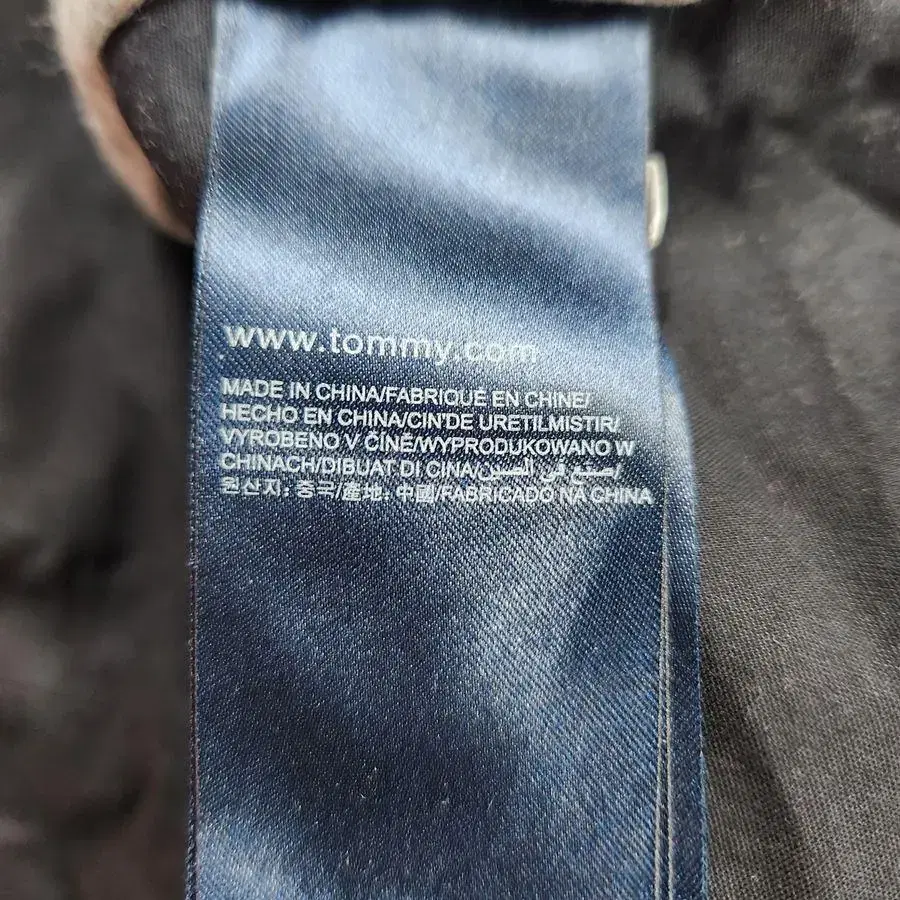 www.tommy.com
MADE IN CHINA/FABRIQUÉ EN CHINE/
HECHO EN CHINA/CIN'DE URETILMISTIR/
VYROBENO V ČINĚ/WYPRODUKOWANO W
CHINACH/DIBUAT DI CINA/صنع في الصين/
원산지: 중국/產地: 中國/FABRICADO NA CHINA